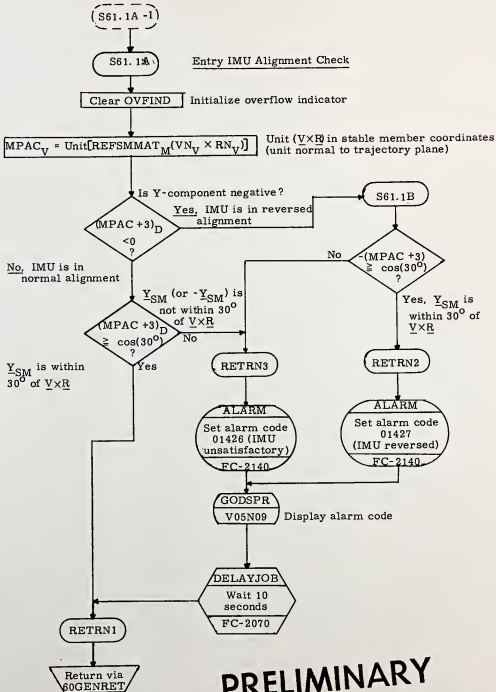 S61.1A -I
S61.1A
Entry IMU Alignment Check
Clear OVFIND
Initialize overflow indicator
MPAC_V = Unit[REFSMMAT_M(VN_V × RN_V)]
Unit (V×R) in stable member coordinates
(unit normal to trajectory plane)
Is Y-component negative?
Yes, IMU is in reversed
alignment
(MPAC +3)_D
<0
?
S61.1B
No, IMU is in
normal alignment
No
-(MPAC +3)
≧ cos(30°)
?
Yes, Y_SM is
within 30°
of V×R
Y_SM (or -Y_SM) is
not within 30°
of V×R
No
(MPAC +3)_D
≧ cos(30°)
?
Yes
Y_SM is within
30° of V×R
RETRN3
RETRN2
ALARM
Set alarm code
01426 (IMU
unsatisfactory)
FC-2140
ALARM
Set alarm code
01427
(IMU reversed)
FC-2140
GODSPR
V05N09
Display alarm code
DELAYJOB
Wait 10
seconds
FC-2070
RETRN1
Return via
60GENRET
PRELIMINARY